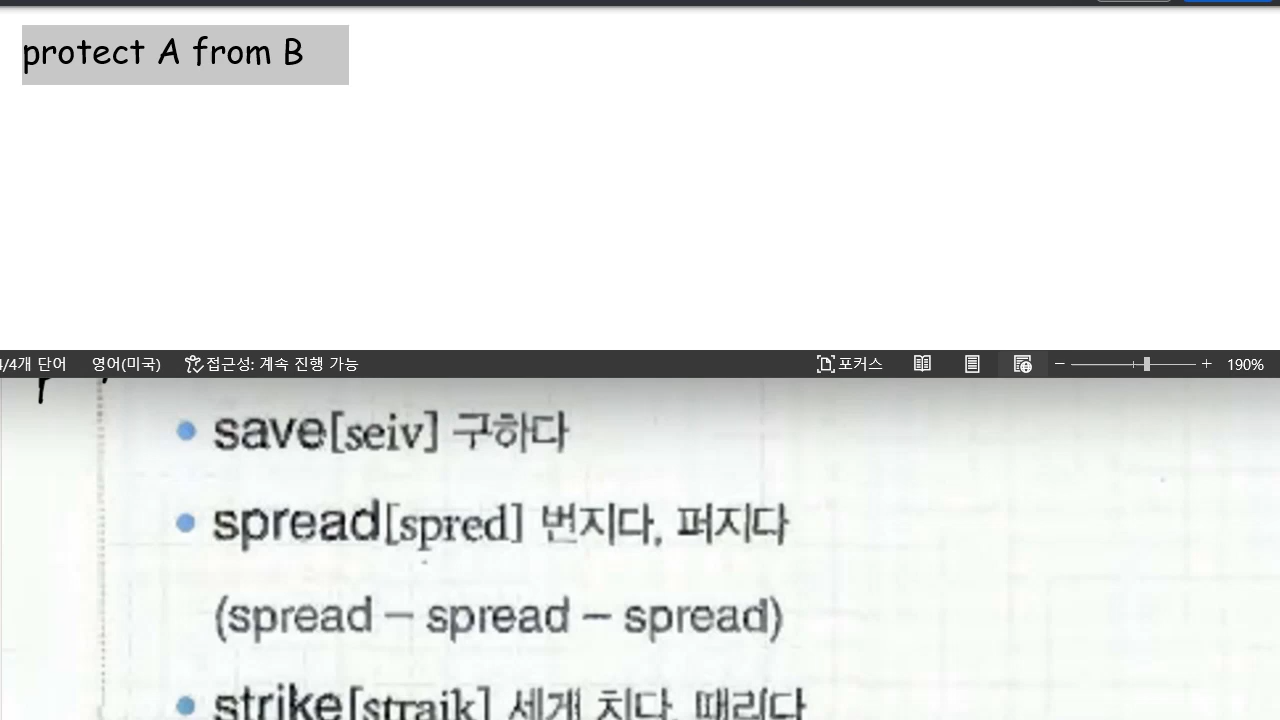 protect A from B
4/4개 단어 영어(미국) 접근성: 계속 진행 가능 포커스 190%
save[seiv] 구하다
spread[spred] 번지다, 퍼지다
(spread – spread – spread)
strike[straik] 세게 치다, 때리다